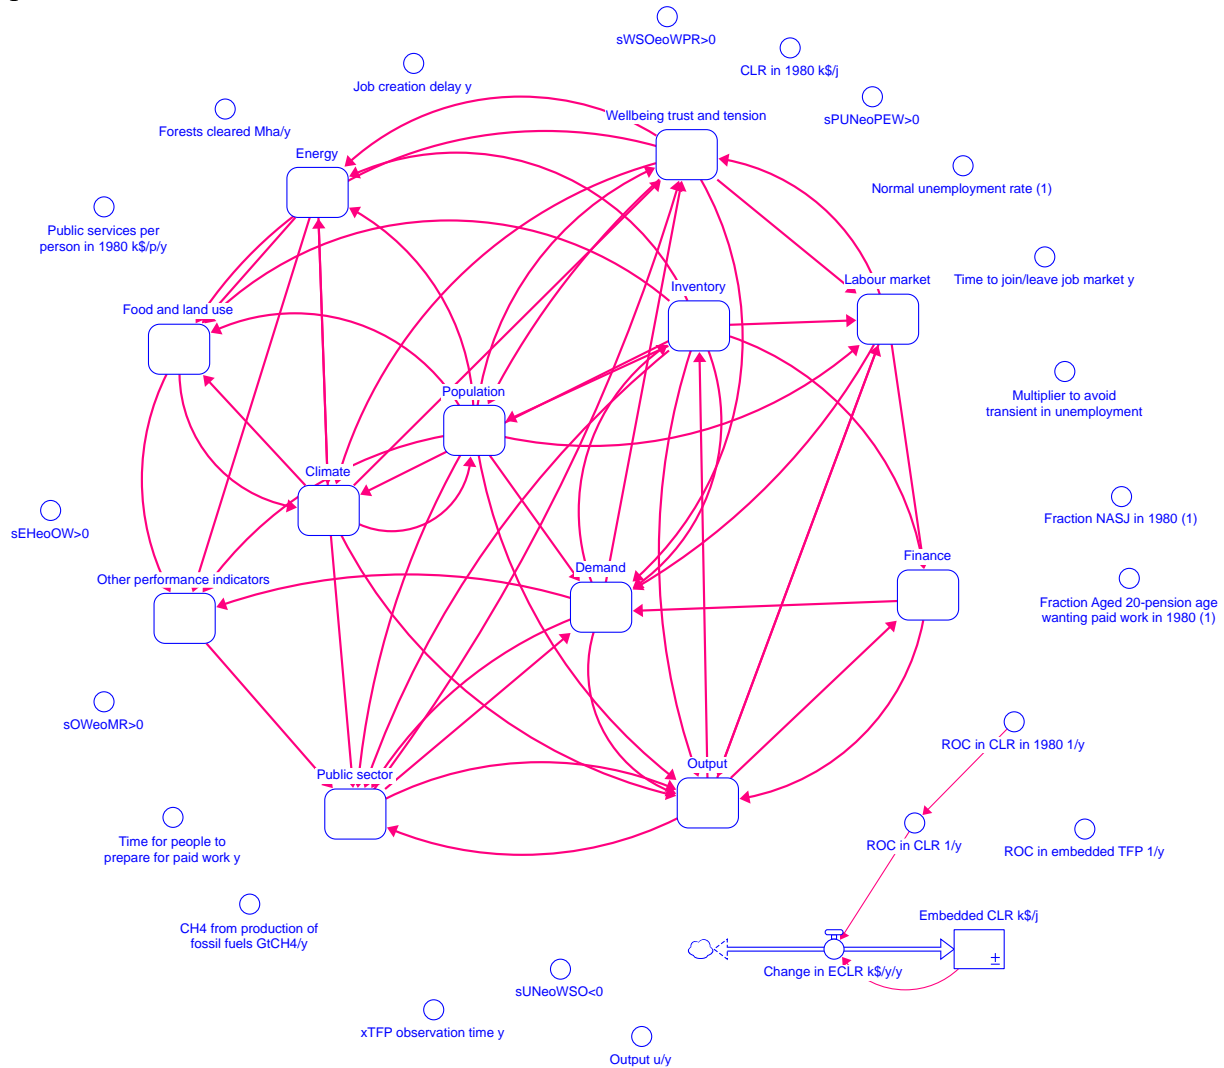 sWSOeoWPR>0
CLR in 1980 k$/j
Job creation delay y
sPUNeoPEW>0
Forests cleared Mha/y
Wellbeing trust and tension
Energy
Normal unemployment rate (1)
Public services per
person in 1980 k$/p/y
Food and land use
Inventory
Labour market
Time to join/leave job market y
Population
Multiplier to avoid
transient in unemployment
Climate
sEHeoOW>0
Fraction NASJ in 1980 (1)
Other performance indicators
Demand
Finance
Fraction Aged 20-pension age
wanting paid work in 1980 (1)
sOWeoMR>0
ROC in CLR in 1980 1/y
Public sector
Output
Time for people to
prepare for paid work y
ROC in CLR 1/y
ROC in embedded TFP 1/y
CH4 from production of
fossil fuels GtCH4/y
Embedded CLR k$/j
Change in ECLR k$/y/y
sUNeoWSO<0
xTFP observation time y
Output u/y